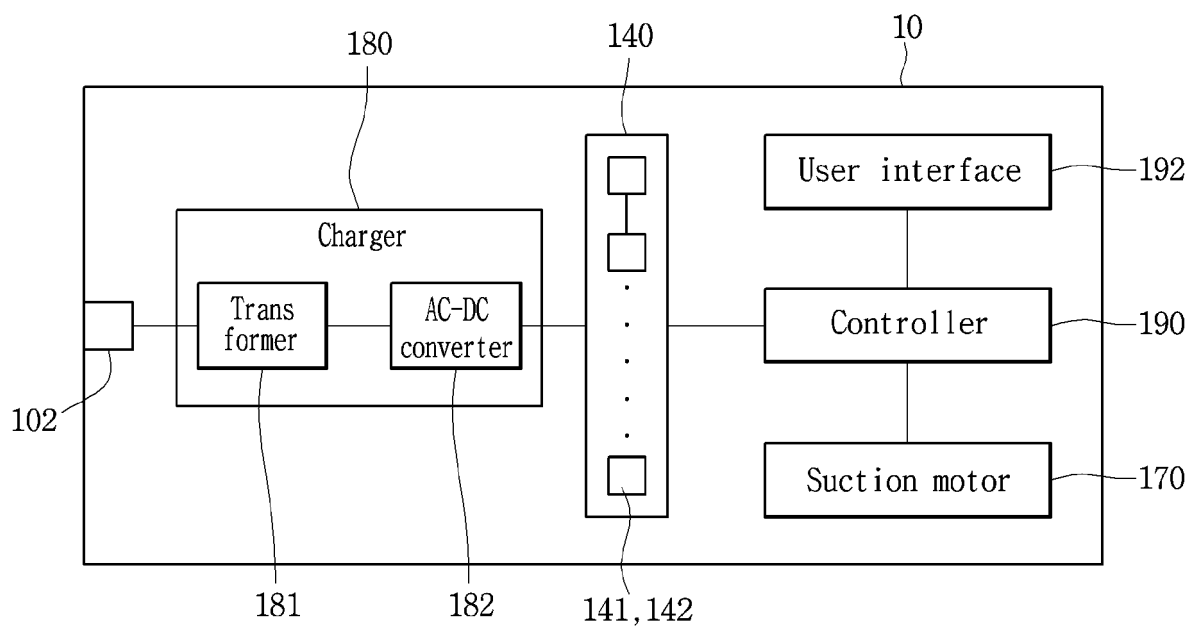 10
180
140
User interface
192
Charger
Trans
former
AC-DC
converter
Controller
190
102
Suction motor
170
181
182
141,142